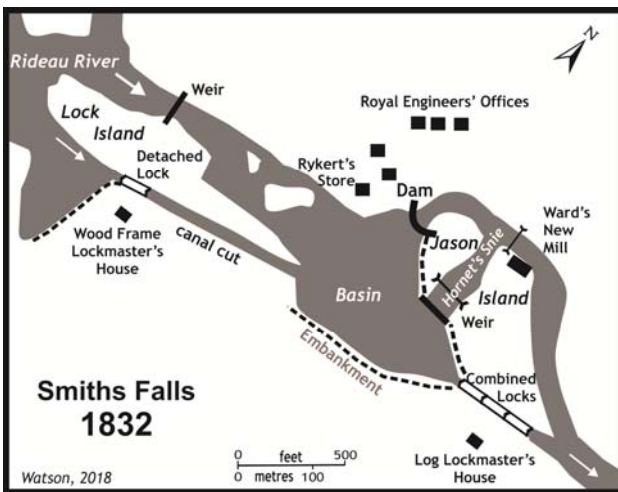 N
Rideau River
Weir
Lock
Island
Royal Engineers' Offices
Detached
Lock
Rykert's
Store
Dam
Ward's
New
Mill
Jason
Hornet's Snie
Wood Frame
Lockmaster's
House
canal cut
Basin
Island
Weir
Embankment
Combined
Locks
Smiths Falls
1832
0 feet 500
0 metres 100
Log Lockmaster's
House
Watson, 2018